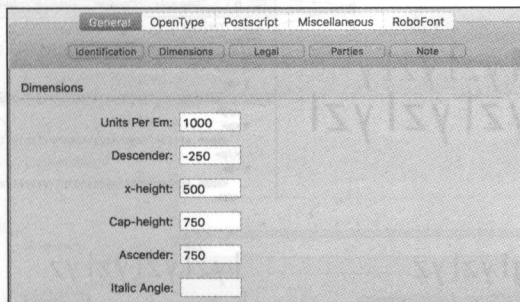 General OpenType Postscript Miscellaneous RoboFont
Identification Dimensions Legal Parties Note
Dimensions
Units Per Em: 1000
Descender: -250
x-height: 500
Cap-height: 750
Ascender: 750
Italic Angle: